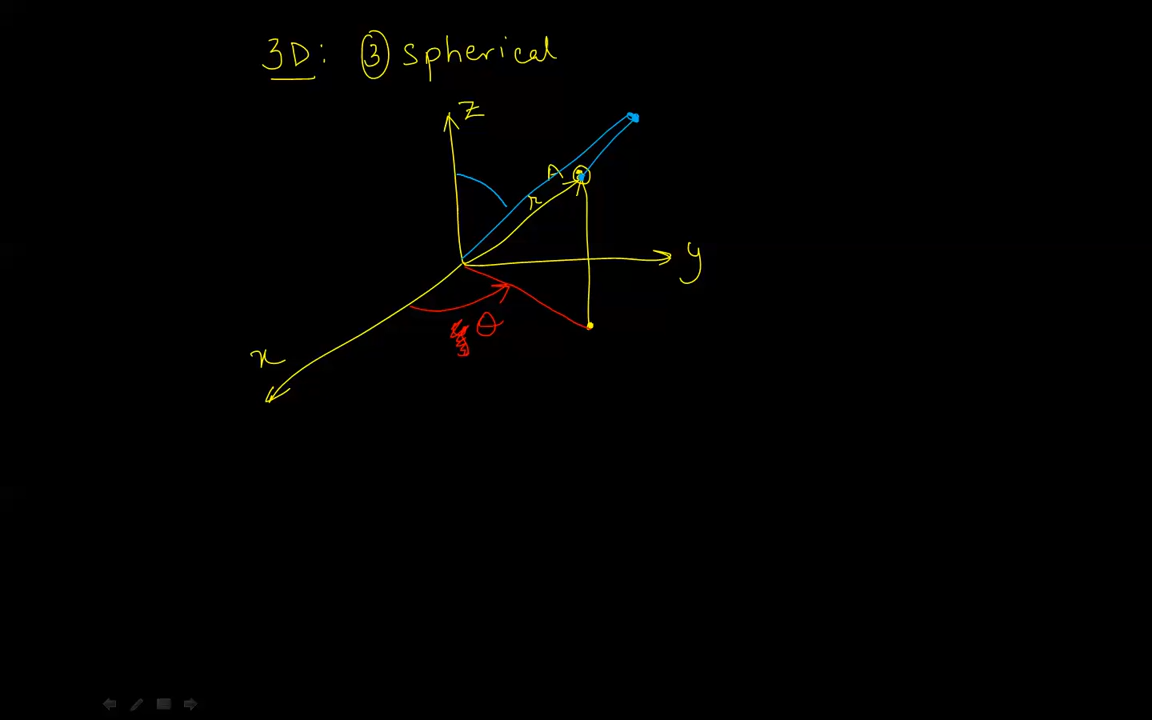 3D: ③ spherical
z
A
r
y
θ
x